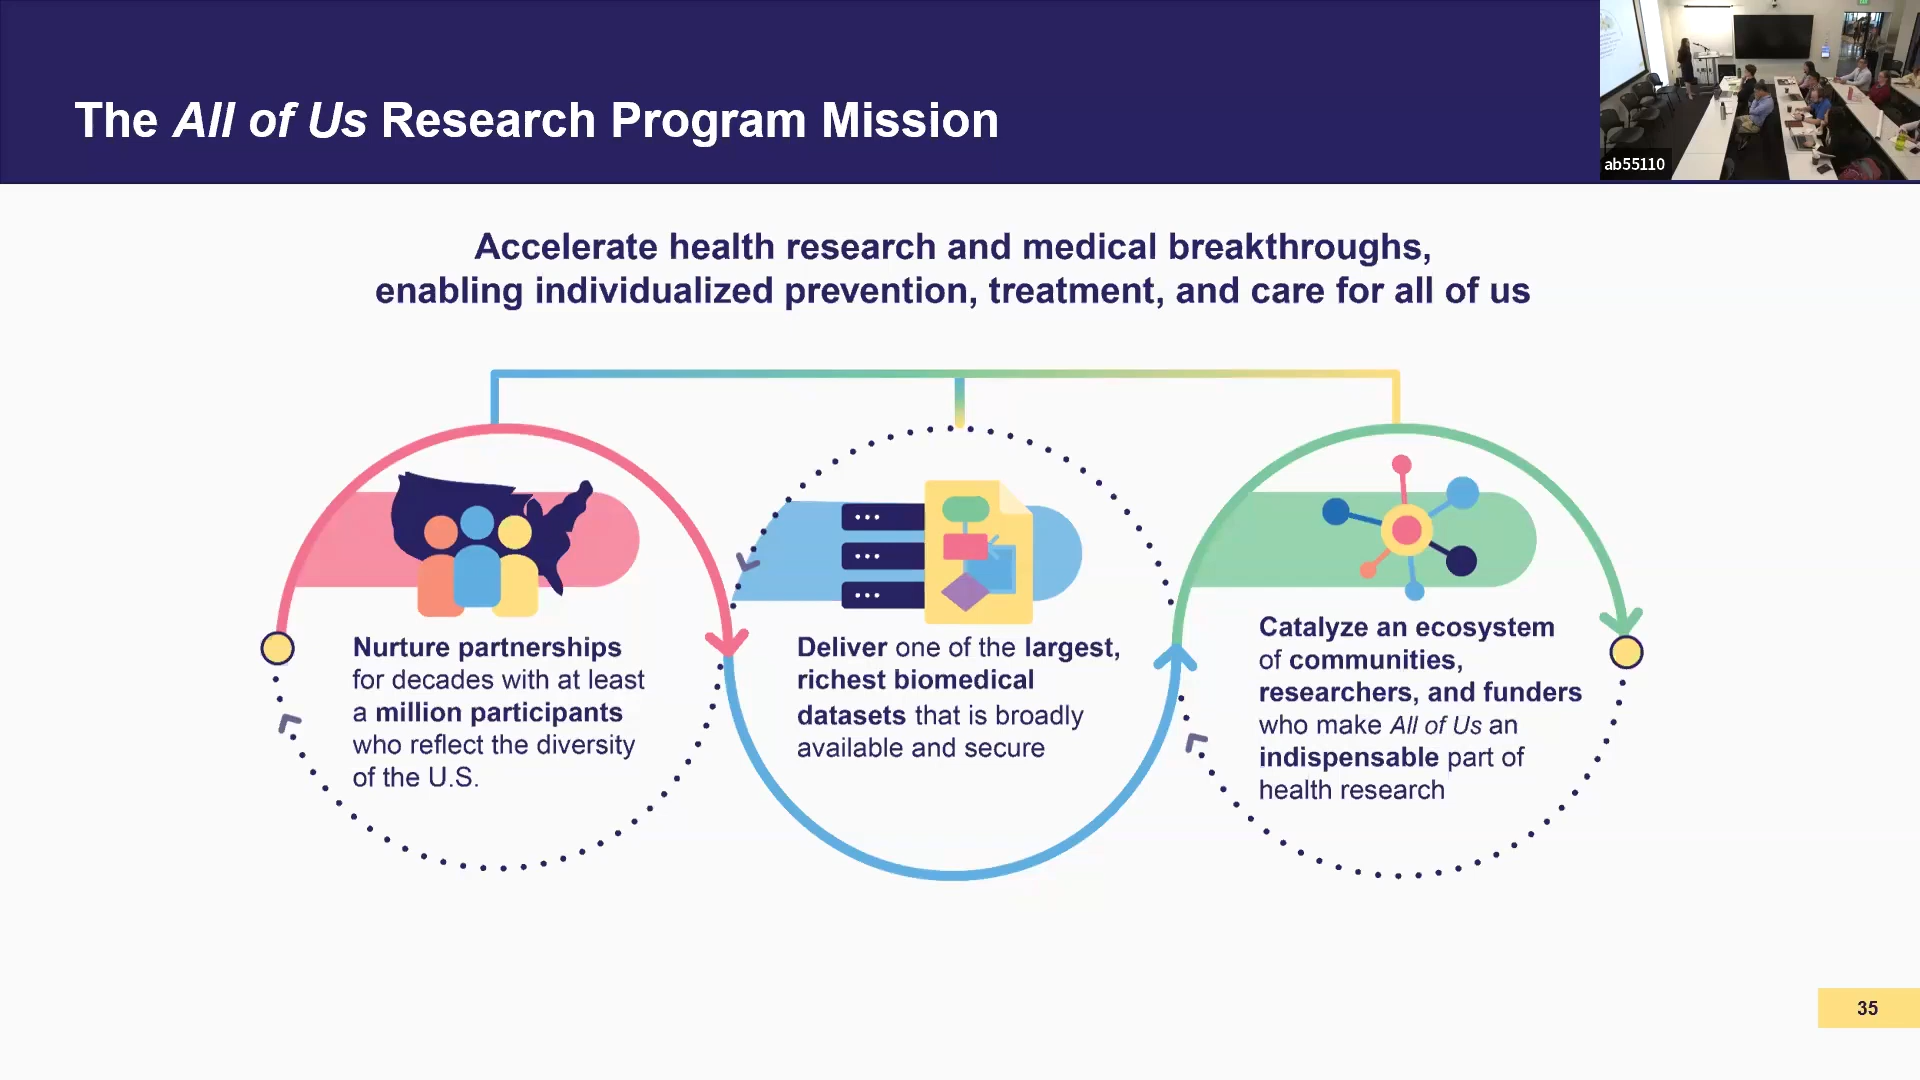 The All of Us Research Program Mission
ab55110
Accelerate health research and medical breakthroughs,
enabling individualized prevention, treatment, and care for all of us
Nurture partnerships
for decades with at least
a million participants
who reflect the diversity
of the U.S.
Deliver one of the largest,
richest biomedical
datasets that is broadly
available and secure
Catalyze an ecosystem
of communities,
researchers, and funders
who make All of Us an
indispensable part of
health research
35